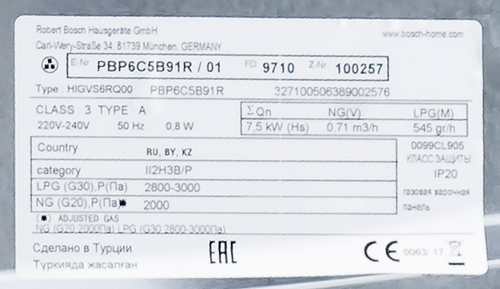 Robert Bosch Hausgeräte GmbH www.bosch-home.com
Carl-Wery-Straße 34, 81739 München, GERMANY
E-Nr PBP6C5B91R / 01 FD 9710 Z-Nr 100257
Type HIGVS6RQ00 PBP6C5B91R 327100506389002576
CLASS 3 TYPE : A ΣQn NG(V) LPG(M)
220V-240V 50 Hz 0,8 W 7,5 kW (Hs) 0,71 m3/h 545 gr/h
Country RU, BY, KZ 0099CL905
КЛАСС ЗАЩИТЫ
category II2H3B/P IP20
LPG (G30),P(Па) 2800-3000 газовая варочная
NG (G20),P(Па) 2000 панель
(*) ADJUSTED GAS
NG (G20 2000Па) LPG (G30 2800-3000Па)
Сделано в Турции EAC CE 0063/ 17
Түркияда жасалған